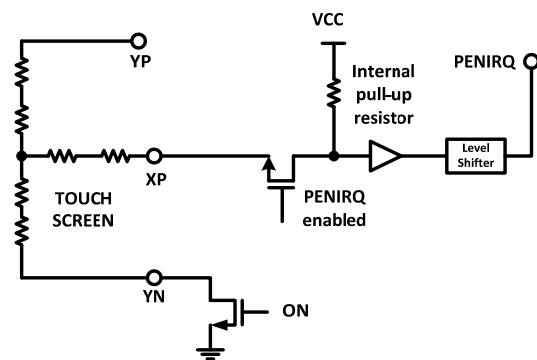 VCC
YP
Internal
pull-up
resistor
PENIRQ
Level
Shifter
XP
TOUCH
SCREEN
PENIRQ
enabled
YN
ON